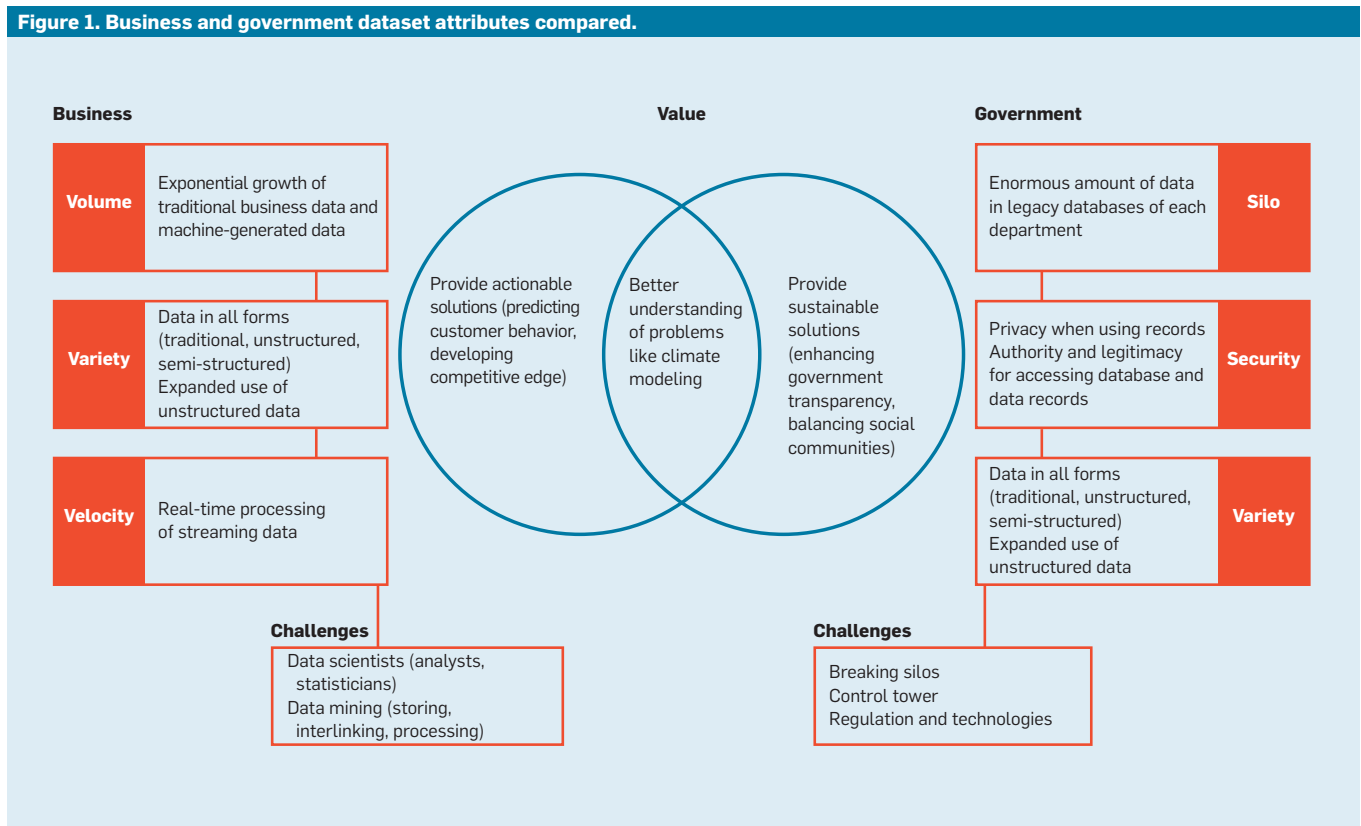 Figure 1. Business and government dataset attributes compared.
Business
Volume
Exponential growth of
traditional business data and
machine-generated data
Variety
Data in all forms
(traditional, unstructured,
semi-structured)
Expanded use of
unstructured data
Velocity
Real-time processing
of streaming data
Challenges
Data scientists (analysts,
statisticians)
Data mining (storing,
interlinking, processing)
Value
Provide actionable
solutions (predicting
customer behavior,
developing
competitive edge)
Better
understanding
of problems
like climate
modeling
Provide
sustainable
solutions
(enhancing
government
transparency,
balancing social
communities)
Government
Enormous amount of data
in legacy databases of each
department
Silo
Privacy when using records
Authority and legitimacy
for accessing database and
data records
Security
Data in all forms
(traditional, unstructured,
semi-structured)
Expanded use of
unstructured data
Variety
Challenges
Breaking silos
Control tower
Regulation and technologies